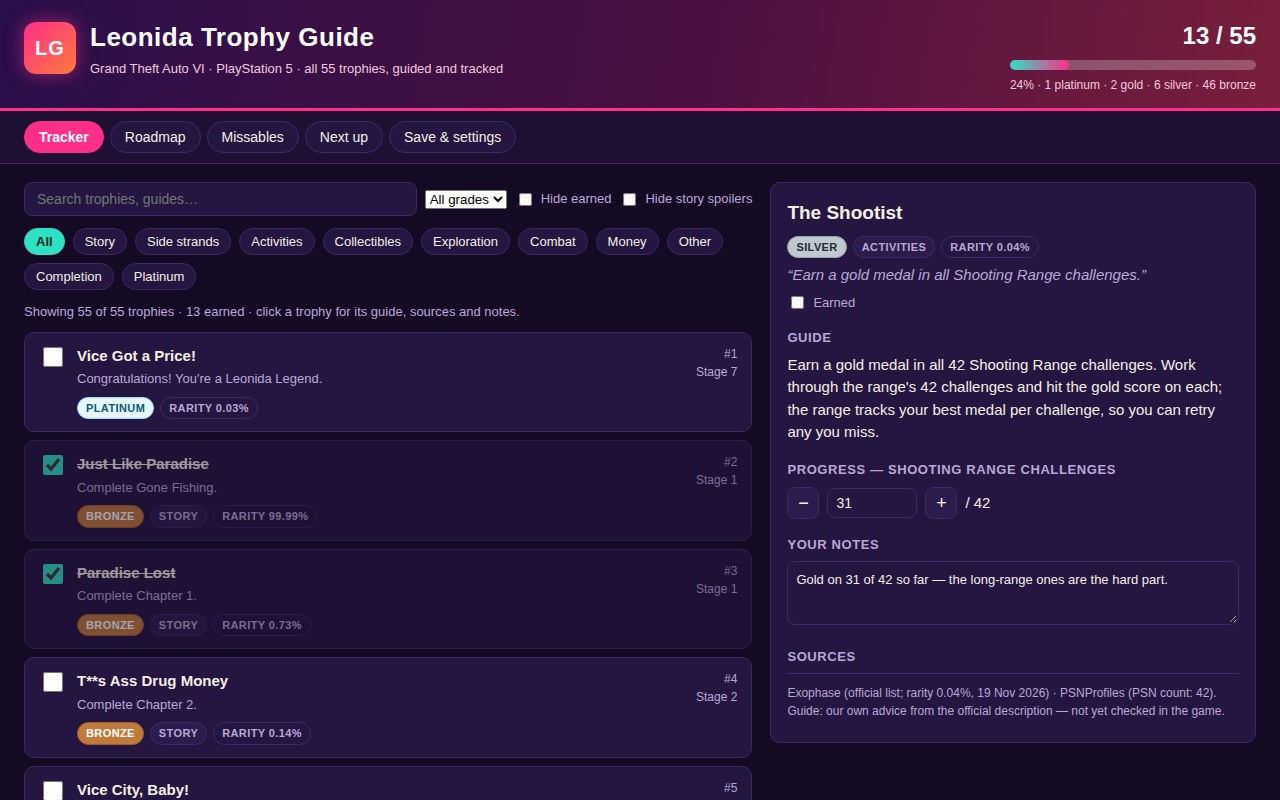 LG
Leonida Trophy Guide
Grand Theft Auto VI · PlayStation 5 · all 55 trophies, guided and tracked
13 / 55
24% · 1 platinum · 2 gold · 6 silver · 46 bronze
Tracker
Roadmap
Missables
Next up
Save & settings
Search trophies, guides…
All grades
Hide earned
Hide story spoilers
All
Story
Side strands
Activities
Collectibles
Exploration
Combat
Money
Other
Completion
Platinum
Showing 55 of 55 trophies · 13 earned · click a trophy for its guide, sources and notes.
Vice Got a Price!
#1
Congratulations! You're a Leonida Legend.
Stage 7
PLATINUM
RARITY 0.03%
Just Like Paradise
#2
Complete Gone Fishing.
Stage 1
BRONZE
STORY
RARITY 99.99%
Paradise Lost
#3
Complete Chapter 1.
Stage 1
BRONZE
STORY
RARITY 0.73%
T**s Ass Drug Money
#4
Complete Chapter 2.
Stage 2
BRONZE
STORY
RARITY 0.14%
Vice City, Baby!
#5
The Shootist
SILVER
ACTIVITIES
RARITY 0.04%
“Earn a gold medal in all Shooting Range challenges.”
Earned
GUIDE
Earn a gold medal in all 42 Shooting Range challenges. Work
through the range's 42 challenges and hit the gold score on each;
the range tracks your best medal per challenge, so you can retry
any you miss.
PROGRESS — SHOOTING RANGE CHALLENGES
−
31
+
/ 42
YOUR NOTES
Gold on 31 of 42 so far — the long-range ones are the hard part.
SOURCES
Exophase (official list; rarity 0.04%, 19 Nov 2026) · PSNProfiles (PSN count: 42).
Guide: our own advice from the official description — not yet checked in the game.